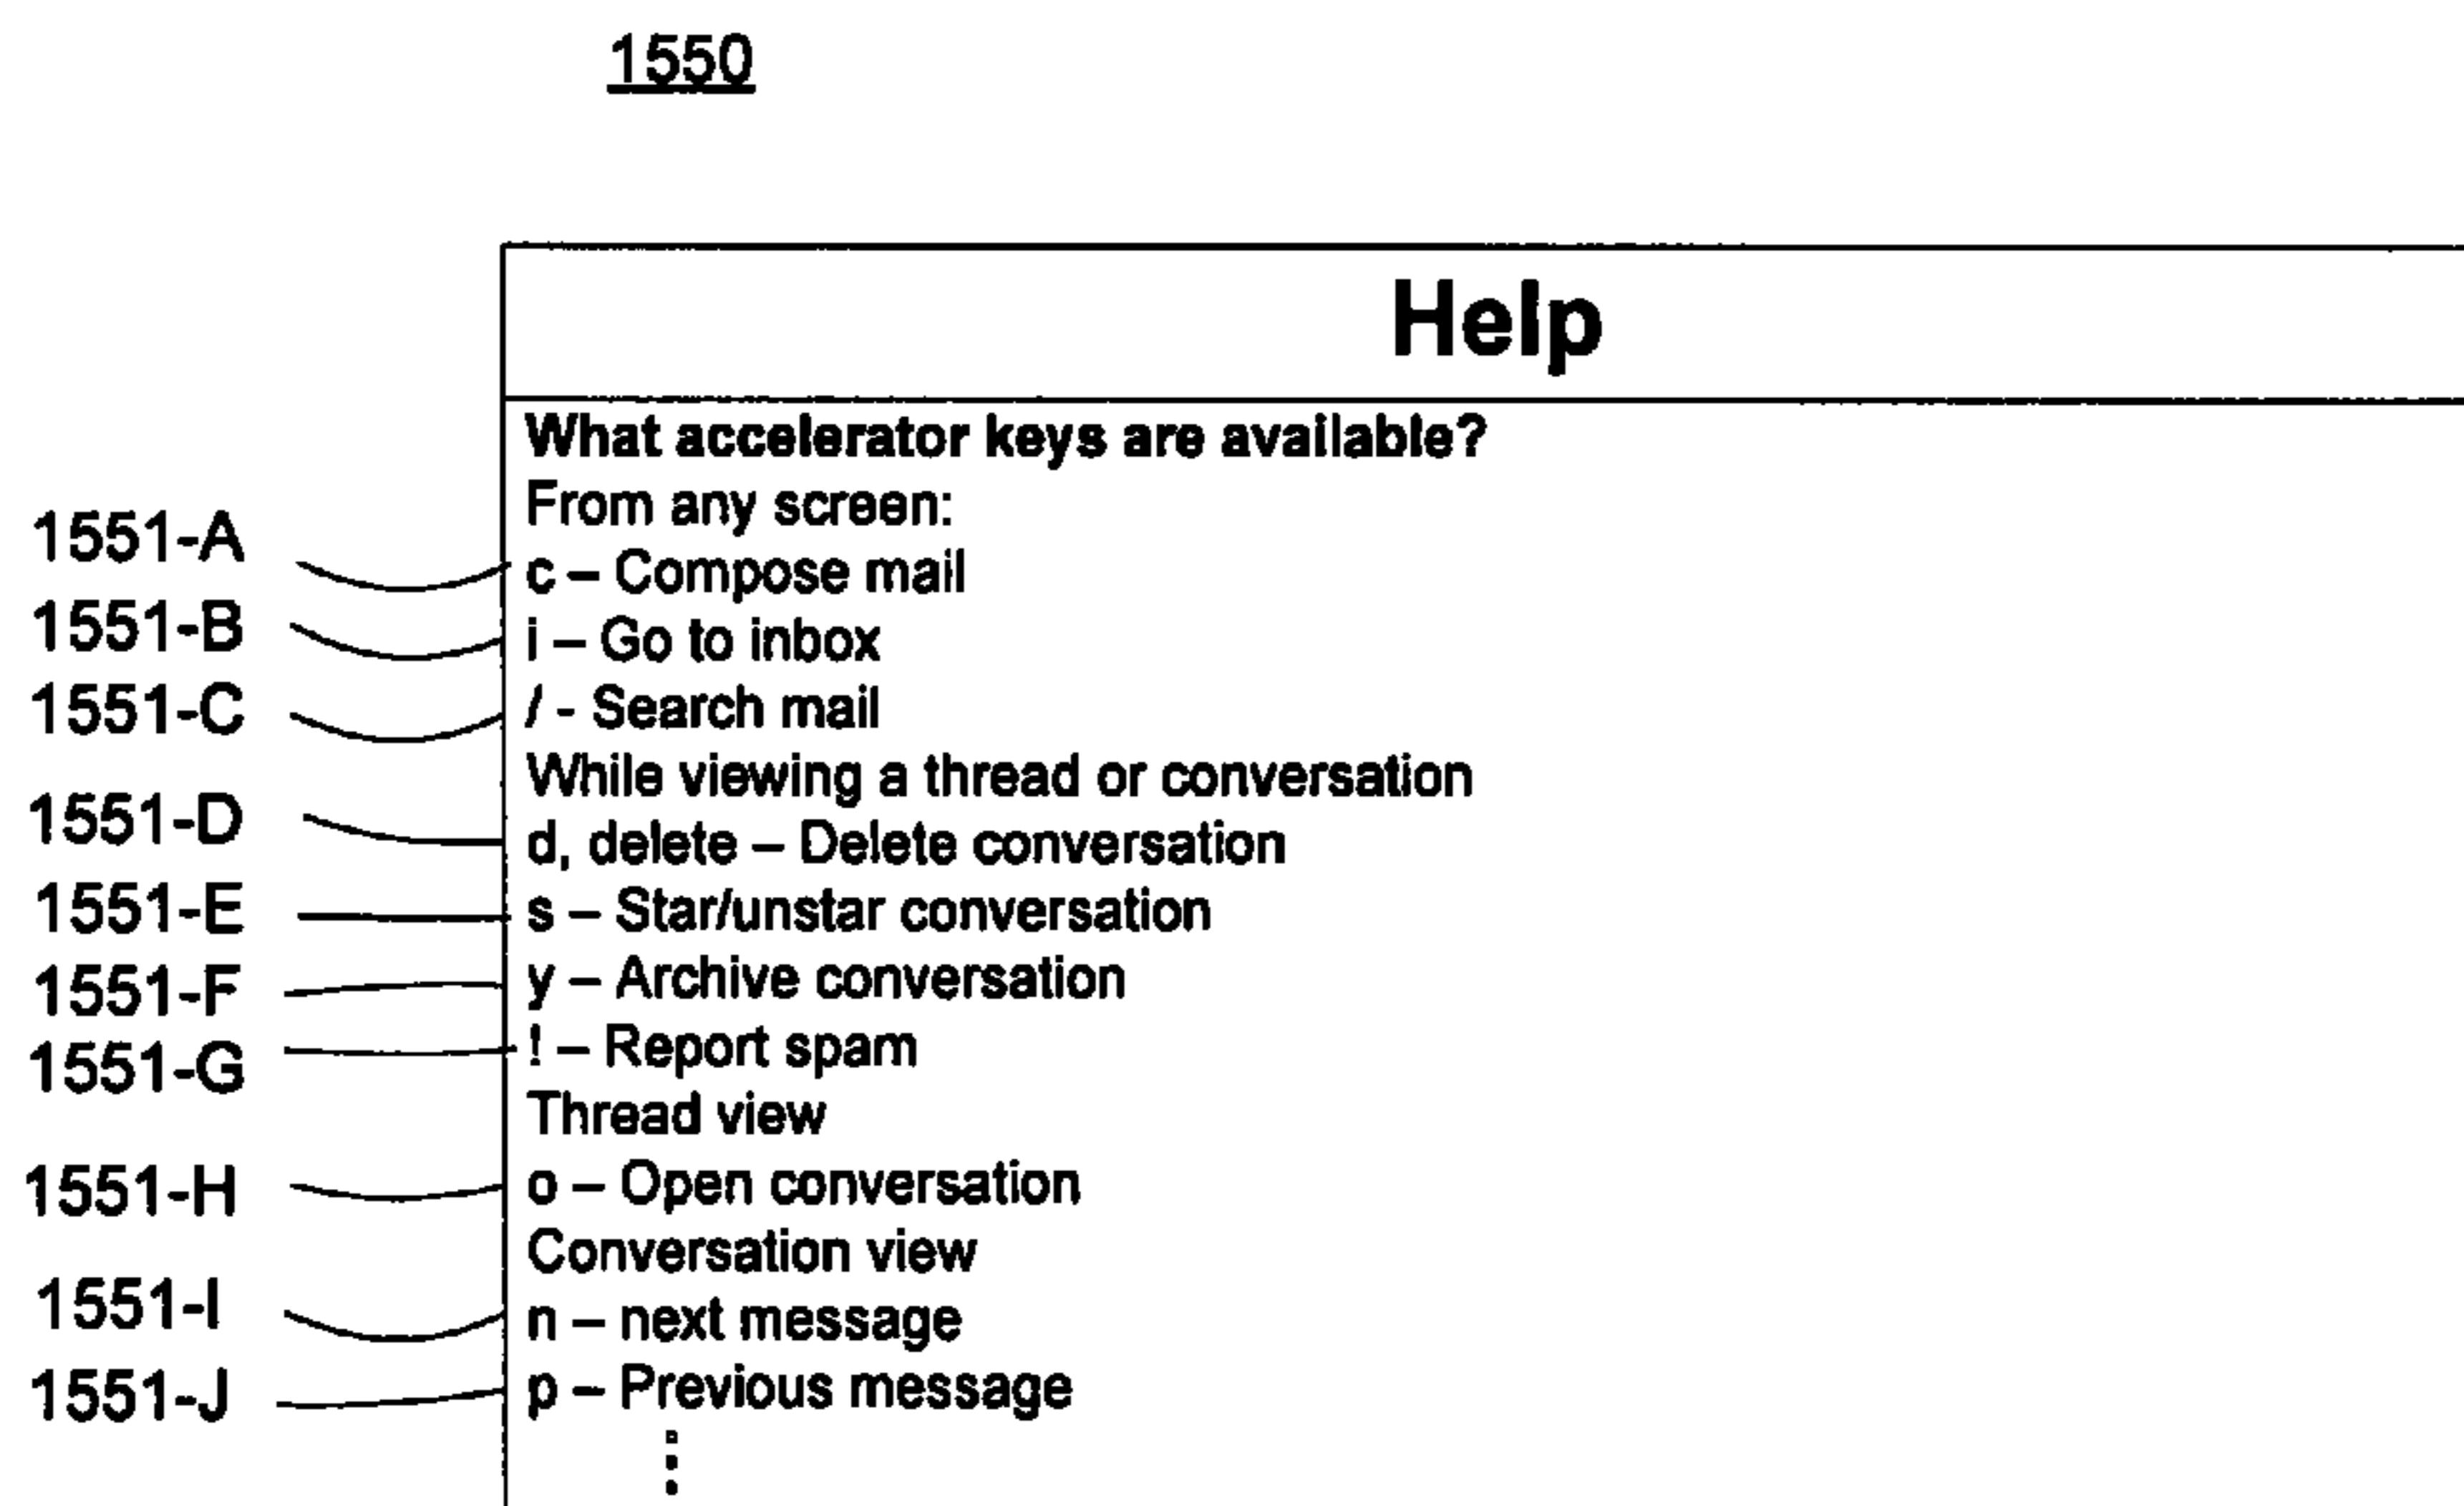 1550
Help
What accelerator keys are available?
From any screen:
1551-A c – Compose mail
1551-B i – Go to inbox
1551-C / - Search mail
While viewing a thread or conversation
1551-D d, delete – Delete conversation
1551-E s – Star/unstar conversation
1551-F y – Archive conversation
1551-G ! – Report spam
Thread view
1551-H o – Open conversation
Conversation view
1551-I n – next message
1551-J p – Previous message